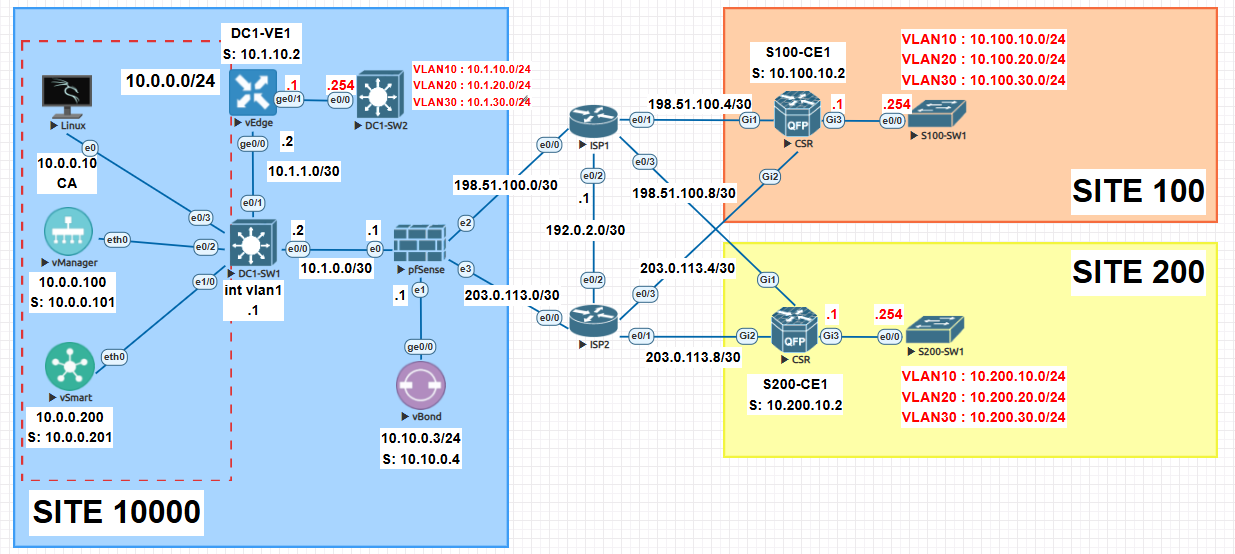 DC1-VE1
S: 10.1.10.2
10.0.0.0/24
Linux
e0
10.0.0.10
CA
vManager
eth0
10.0.0.100
S: 10.0.0.101
vSmart
eth0
10.0.0.200
S: 10.0.0.201
SITE 10000
vEdge
ge0/1
.1
.254
e0/0
DC1-SW2
VLAN10 : 10.1.10.0/24
VLAN20 : 10.1.20.0/24
VLAN30 : 10.1.30.0/24
ge0/0
.2
10.1.1.0/30
e0/1
e0/3
e0/2
e1/0
DC1-SW1
int vlan1
.1
e0/0
.2
10.1.0.0/30
.1
e0
pfSense
e2
e3
e1
.1
ge0/0
vBond
10.10.0.3/24
S: 10.10.0.4
198.51.100.0/30
203.0.113.0/30
e0/0
ISP1
e0/1
e0/3
e0/2
.1
192.0.2.0/30
e0/2
e0/0
ISP2
e0/3
e0/1
198.51.100.4/30
198.51.100.8/30
203.0.113.4/30
203.0.113.8/30
S100-CE1
S: 10.100.10.2
Gi1
QFP
CSR
Gi2
Gi3
.1
.254
e0/0
S100-SW1
VLAN10 : 10.100.10.0/24
VLAN20 : 10.100.20.0/24
VLAN30 : 10.100.30.0/24
SITE 100
SITE 200
Gi1
Gi2
QFP
CSR
Gi3
.1
.254
e0/0
S200-SW1
S200-CE1
S: 10.200.10.2
VLAN10 : 10.200.10.0/24
VLAN20 : 10.200.20.0/24
VLAN30 : 10.200.30.0/24